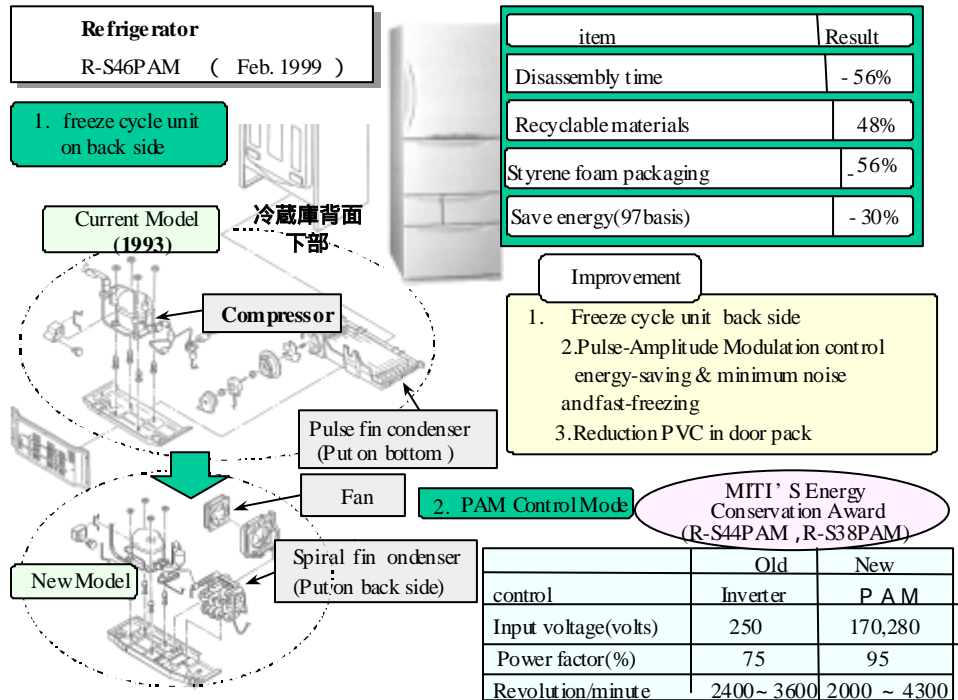 Refrigerator
R-S46PAM ( Feb. 1999 )
item Result
Disassembly time - 56%
Recyclable materials 48%
Styrene foam packaging - 56%
Save energy(97basis) - 30%
1. freeze cycle unit
on back side
Current Model
(1993)
冷蔵庫背面
下部
Compressor
Pulse fin condenser
(Put on bottom )
Improvement
1. Freeze cycle unit back side
2.Pulse-Amplitude Modulation control
energy-saving & minimum noise
andfast-freezing
3.Reduction PVC in door pack
Fan
Spiral fin ondenser
(Put on back side)
New Model
2. PAM Control Mode
MITI’ S Energy
Conservation Award
(R-S44PAM ,R-S38PAM)
Old New
control Inverter P A M
Input voltage(volts) 250 170,280
Power factor(%) 75 95
Revolution/minute 2400~ 3600 2000 ~ 4300